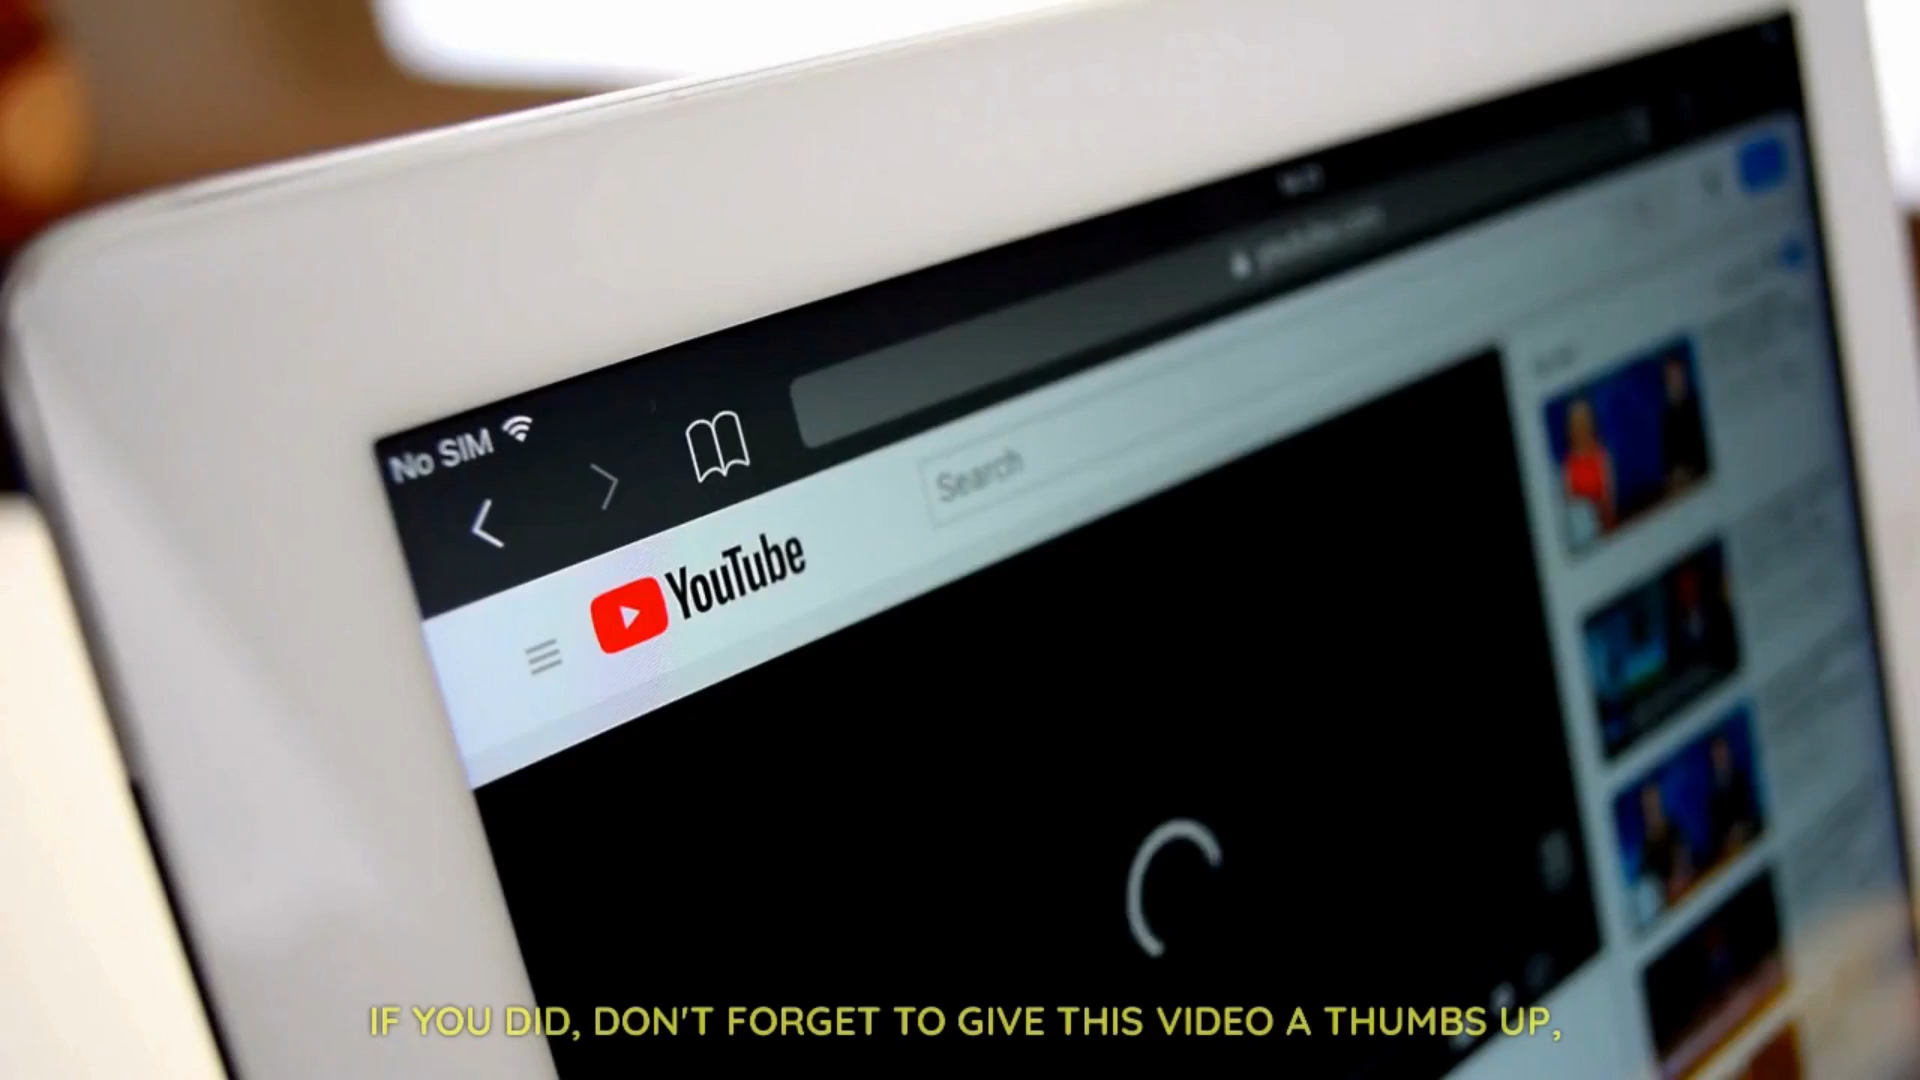 No SIM
Search
YouTube
IF YOU DID, DON'T FORGET TO GIVE THIS VIDEO A THUMBS UP,